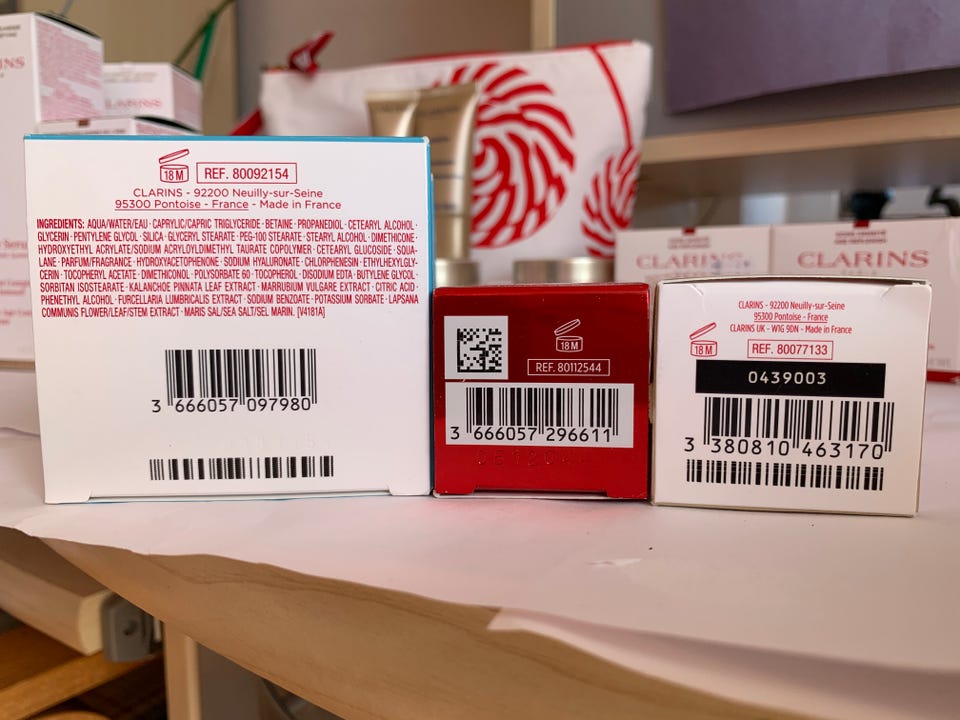 CLARINS
CLARINS
CLARINS
18 M
REF. 80092154
CLARINS - 92200 Neuilly-sur-Seine
95300 Pontoise - France - Made in France
INGREDIENTS: AQUA/WATER/EAU · CAPRYLIC/CAPRIC TRIGLYCERIDE · BETAINE · PROPANEDIOL · CETEARYL ALCOHOL ·
GLYCERIN · PENTYLENE GLYCOL · SILICA · GLYCERYL STEARATE · PEG-100 STEARATE · STEARYL ALCOHOL · DIMETHICONE ·
HYDROXYETHYL ACRYLATE/SODIUM ACRYLOYLDIMETHYL TAURATE COPOLYMER · CETEARYL GLUCOSIDE · SQUA-
LANE · PARFUM/FRAGRANCE · HYDROXYACETOPHENONE · SODIUM HYALURONATE · CHLORPHENESIN · ETHYLHEXYLGLY-
CERIN · TOCOPHERYL ACETATE · DIMETHICONOL · POLYSORBATE 60 · TOCOPHEROL · DISODIUM EDTA · BUTYLENE GLYCOL ·
SORBITAN ISOSTEARATE · KALANCHOE PINNATA LEAF EXTRACT · MARRUBIUM VULGARE EXTRACT · CITRIC ACID ·
PHENETHYL ALCOHOL · FURCELLARIA LUMBRICALIS EXTRACT · SODIUM BENZOATE · POTASSIUM SORBATE · LAPSANA
COMMUNIS FLOWER/LEAF/STEM EXTRACT · MARIS SAL/SEA SALT/SEL MARIN. [V4181A]
3 666057 097980
18 M
REF. 80112544
3 666057 296611
CLARINS - 92200 Neuilly-sur-Seine
95300 Pontoise - France
CLARINS UK - W1G 9DN - Made in France
18 M
REF. 80077133
0439003
3 380810 463170